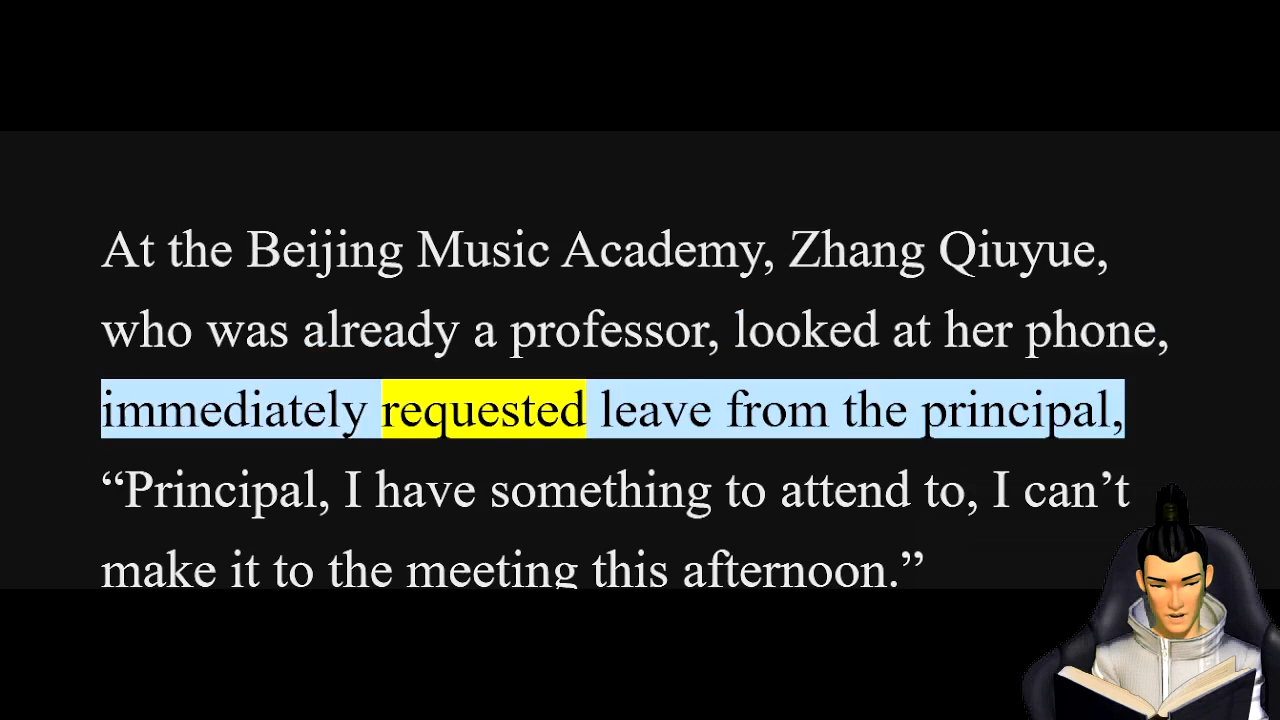 At the Beijing Music Academy, Zhang Qiuyue,
who was already a professor, looked at her phone,
immediately requested leave from the principal,
“Principal, I have something to attend to, I can’t
make it to the meeting this afternoon.”